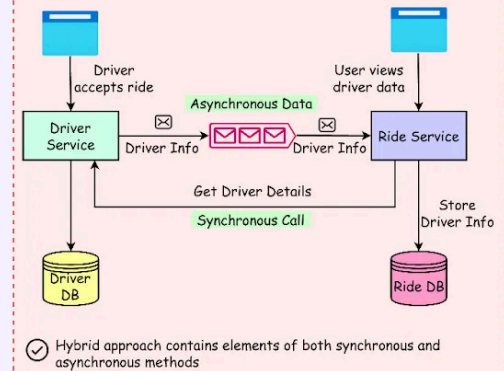 Driver
accepts ride
User views
driver data
Asynchronous Data
Driver
Service
Driver Info
Driver Info
Ride Service
Get Driver Details
Synchronous Call
Store
Driver Info
Driver
DB
Ride DB
Hybrid approach contains elements of both synchronous and
asynchronous methods